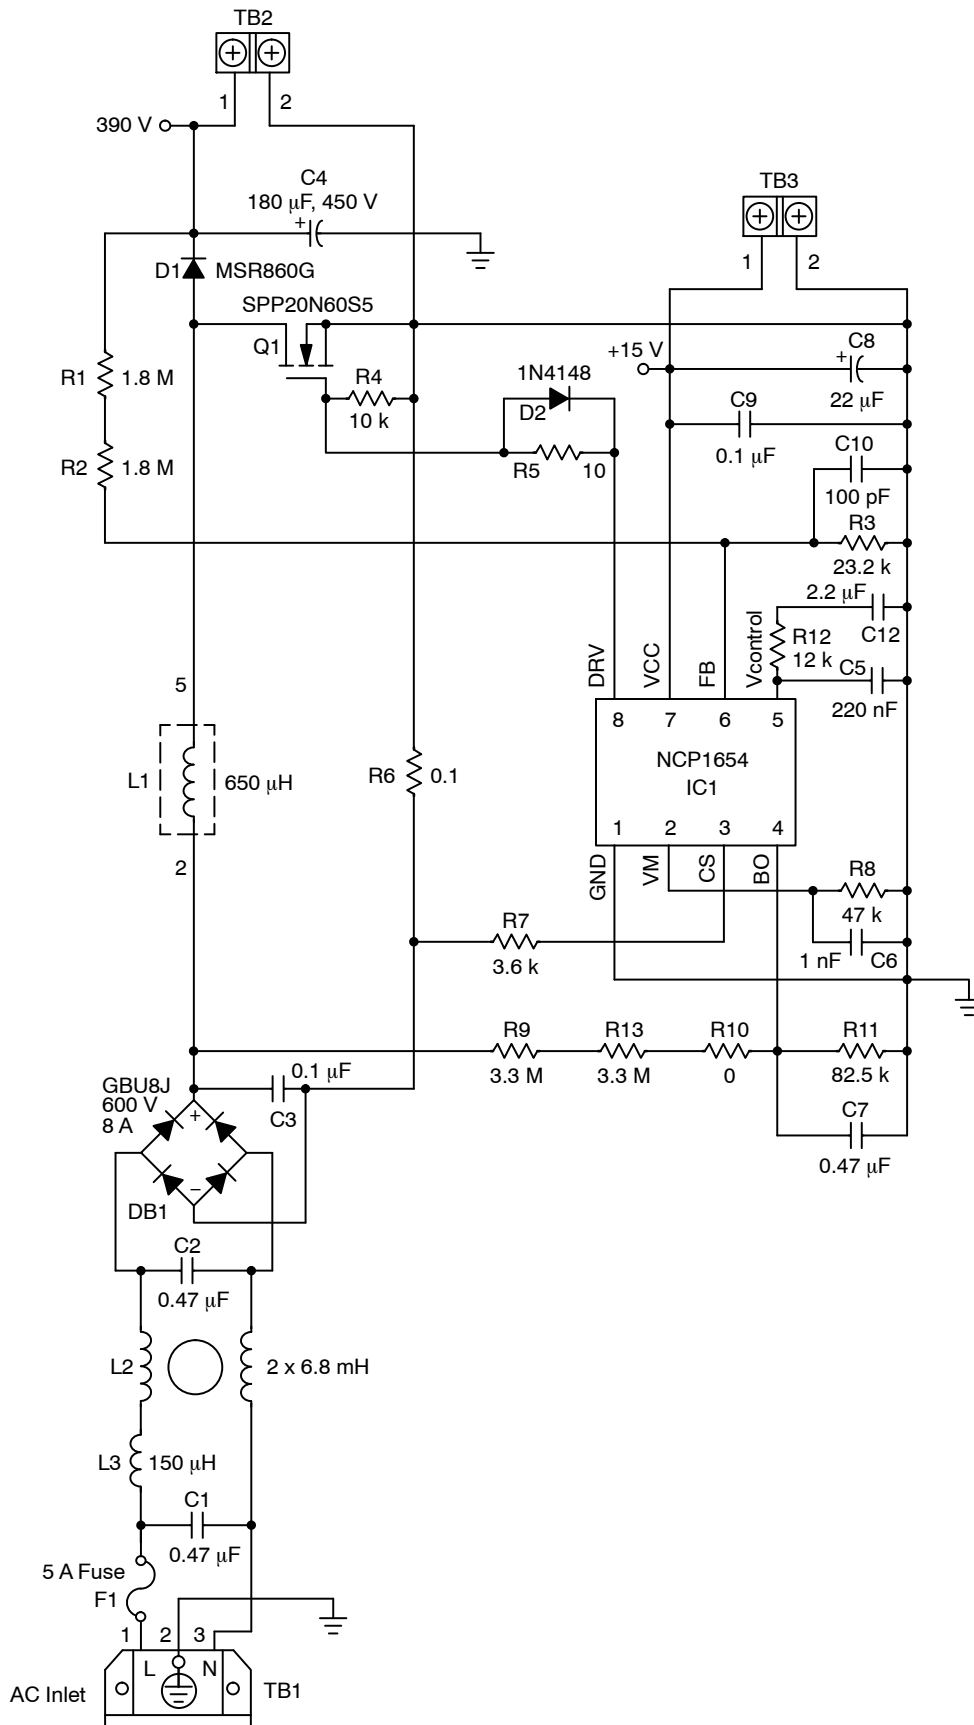 TB2
1
2
390 V
C4
180 μF, 450 V
+
TB3
1
2
D1
MSR860G
SPP20N60S5
Q1
+15 V
C8
+
22 μF
R4
10 k
1N4148
D2
C9
0.1 μF
R1
1.8 M
R5
10
C10
100 pF
R2
1.8 M
R3
23.2 k
2.2 μF
C12
R12
12 k
C5
220 nF
DRV
VCC
FB
Vcontrol
8
7
6
5
NCP1654
IC1
1
2
3
4
GND
VM
CS
BO
5
L1
650 μH
2
R6
0.1
R8
47 k
1 nF
C6
R7
3.6 k
R9
3.3 M
R13
3.3 M
R10
0
R11
82.5 k
C7
0.47 μF
0.1 μF
C3
GBU8J
600 V
8 A
+
−
DB1
C2
0.47 μF
L2
2 x 6.8 mH
L3
150 μH
C1
0.47 μF
5 A Fuse
F1
1
2
3
L
N
AC Inlet
TB1